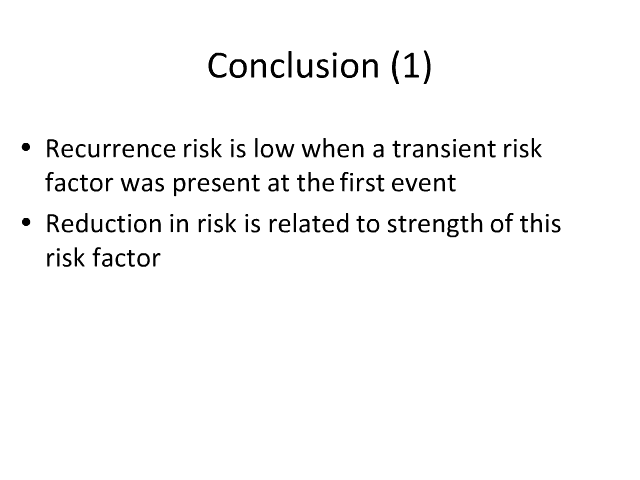 Conclusion (1)
• Recurrence risk is low when a transient risk
factor was present at the first event
• Reduction in risk is related to strength of this
risk factor